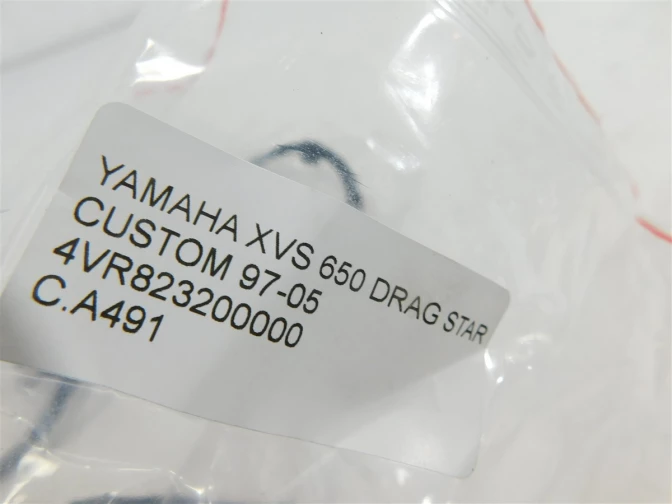 YAMAHA XVS 650 DRAG STAR
CUSTOM 97-05
4VR823200000
C.A491